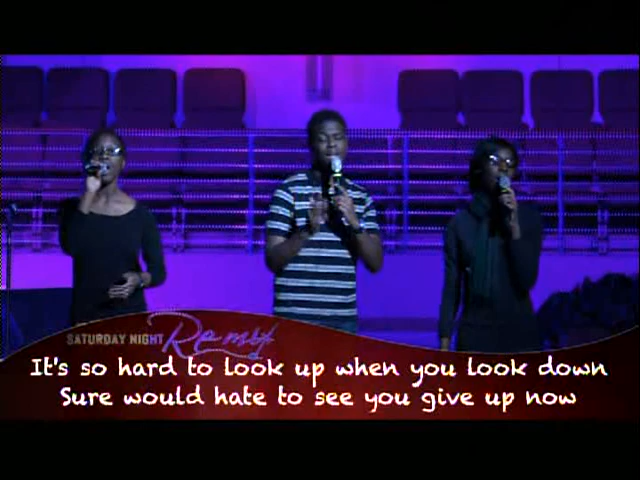 SATURDAY NIGHT Remix
It's so hard to look up when you look down
Sure would hate to see you give up now